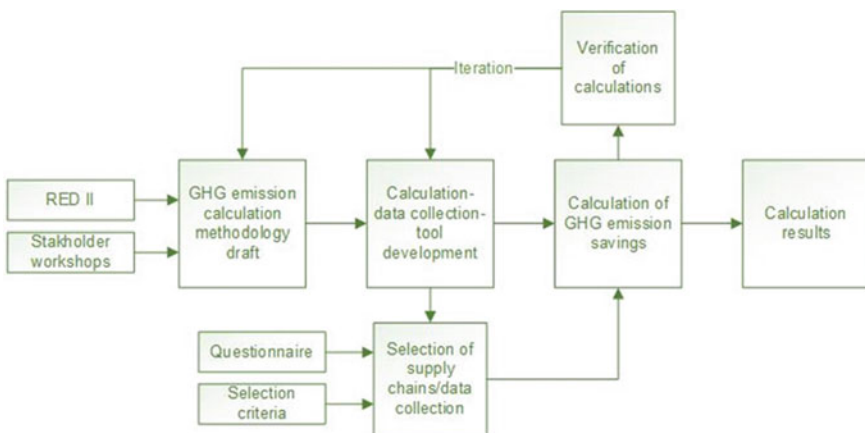 Verification
of
calculations
Iteration
RED II
Stakholder
workshops
GHG emission
calculation
methodology
draft
Calculation-
data collection-
tool
development
Calculation of
GHG emission
savings
Calculation
results
Questionnaire
Selection
criteria
Selection of
supply
chains/data
collection